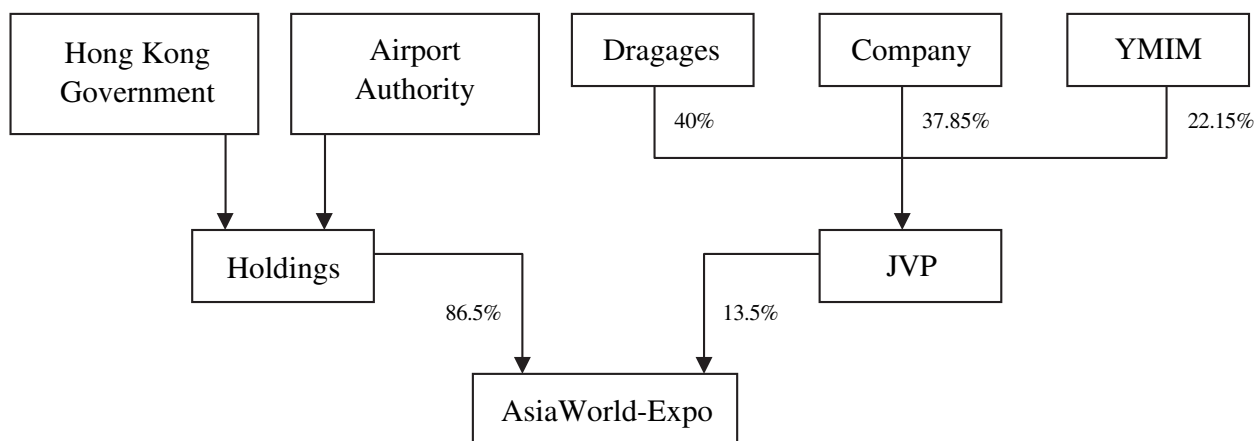 Hong Kong
Government
Airport
Authority
Dragages
Company
YMIM
40%
37.85%
22.15%
Holdings
JVP
86.5%
13.5%
AsiaWorld-Expo